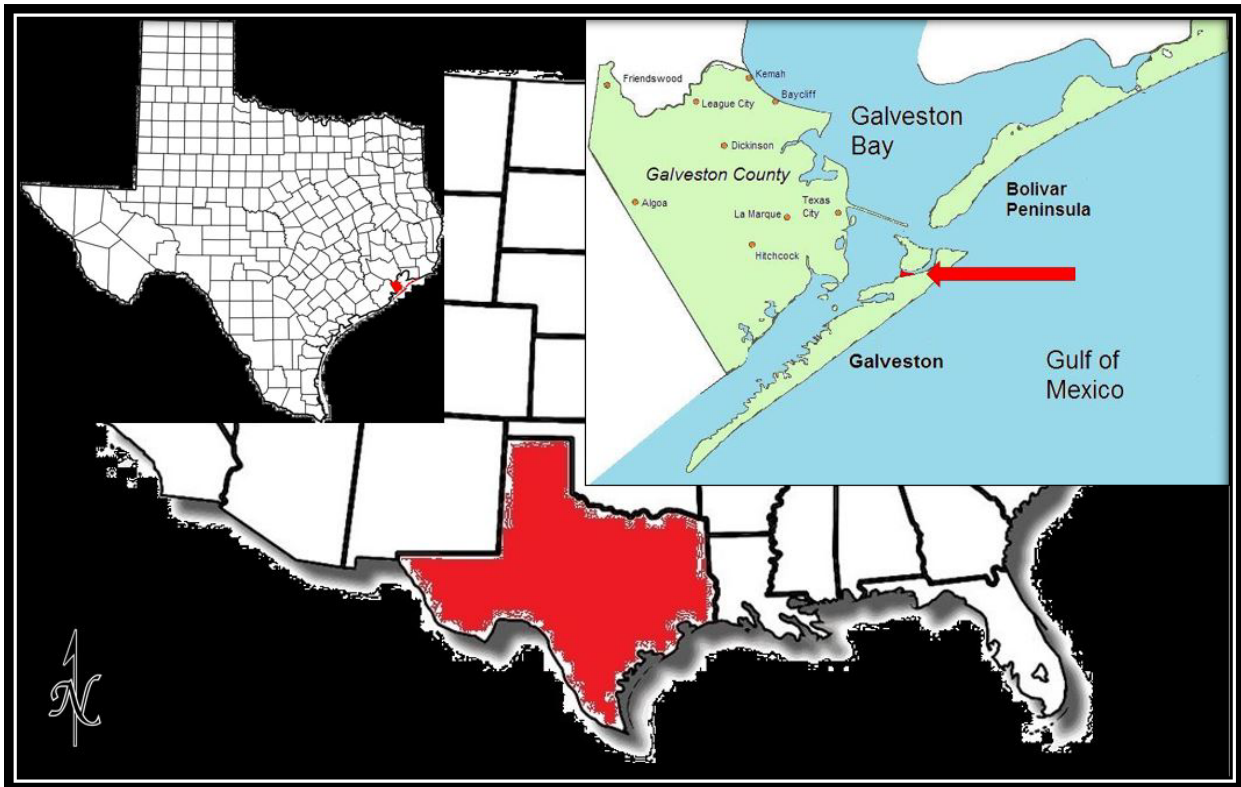 Friendswood
Kemah
League City
Baycliff
Galveston
Bay
Dickinson
Galveston County
Bolivar
Peninsula
Algoa
La Marque
Texas
City
Hitchcock
Galveston
Gulf of
Mexico
N